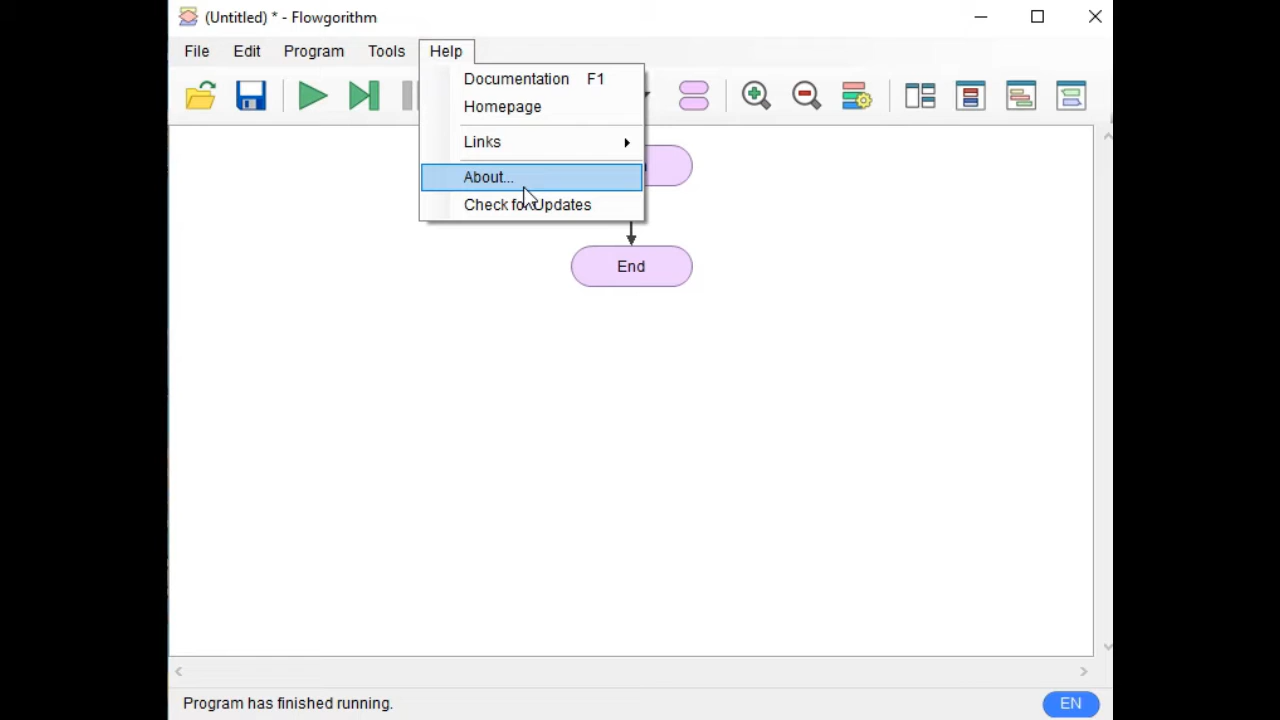 (Untitled) * - Flowgorithm
File Edit Program Tools Help
Documentation F1
Homepage
Links
About...
Check for Updates
End
Program has finished running.
EN